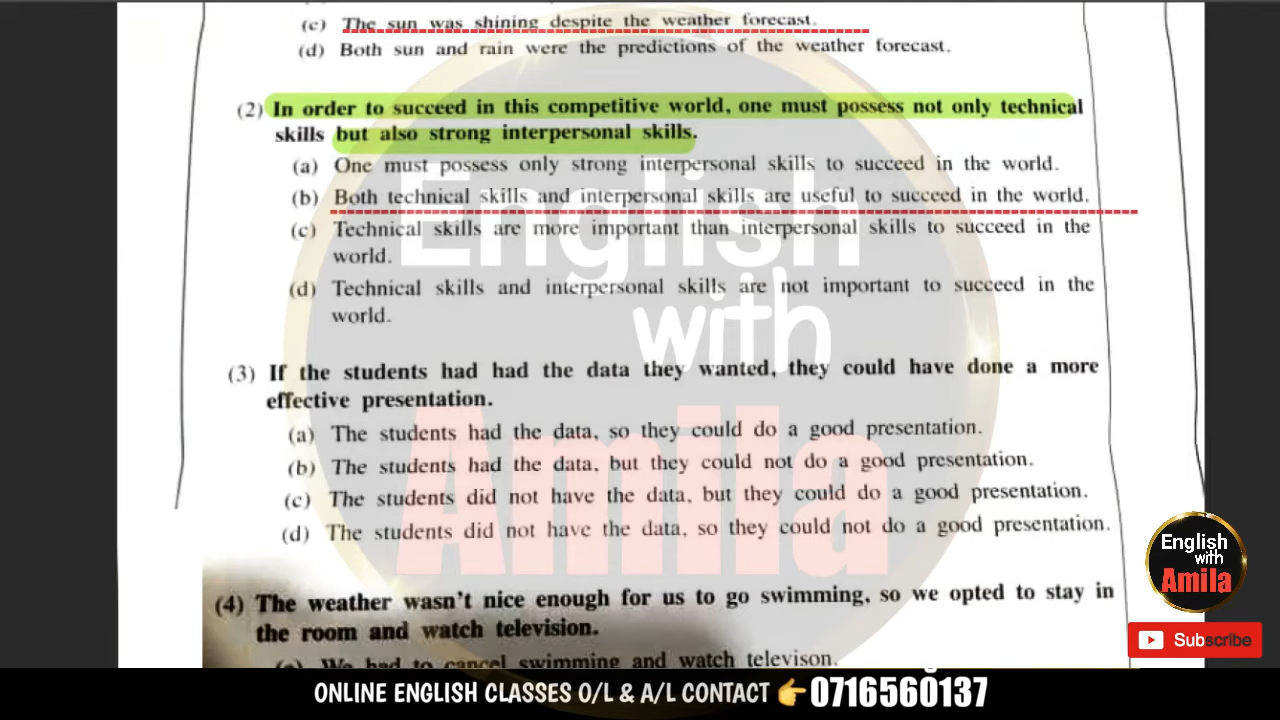 (c) The sun was shining despite the weather forecast.
(d) Both sun and rain were the predictions of the weather forecast.
(2) In order to succeed in this competitive world, one must possess not only technical
skills but also strong interpersonal skills.
(a) One must possess only strong interpersonal skills to succeed in the world.
(b) Both technical skills and interpersonal skills are useful to succeed in the world.
(c) Technical skills are more important than interpersonal skills to succeed in the
world.
(d) Technical skills and interpersonal skills are not important to succeed in the
world.
(3) If the students had had the data they wanted, they could have done a more
effective presentation.
(a) The students had the data, so they could do a good presentation.
(b) The students had the data, but they could not do a good presentation.
(c) The students did not have the data, but they could do a good presentation.
(d) The students did not have the data, so they could not do a good presentation.
(4) The weather wasn't nice enough for us to go swimming, so we opted to stay in
the room and watch television.
(a) We had to cancel swimming and watch televison.
English
with
Amila
English
with
Amila
Subscribe
ONLINE ENGLISH CLASSES O/L & A/L CONTACT 👉0716560137